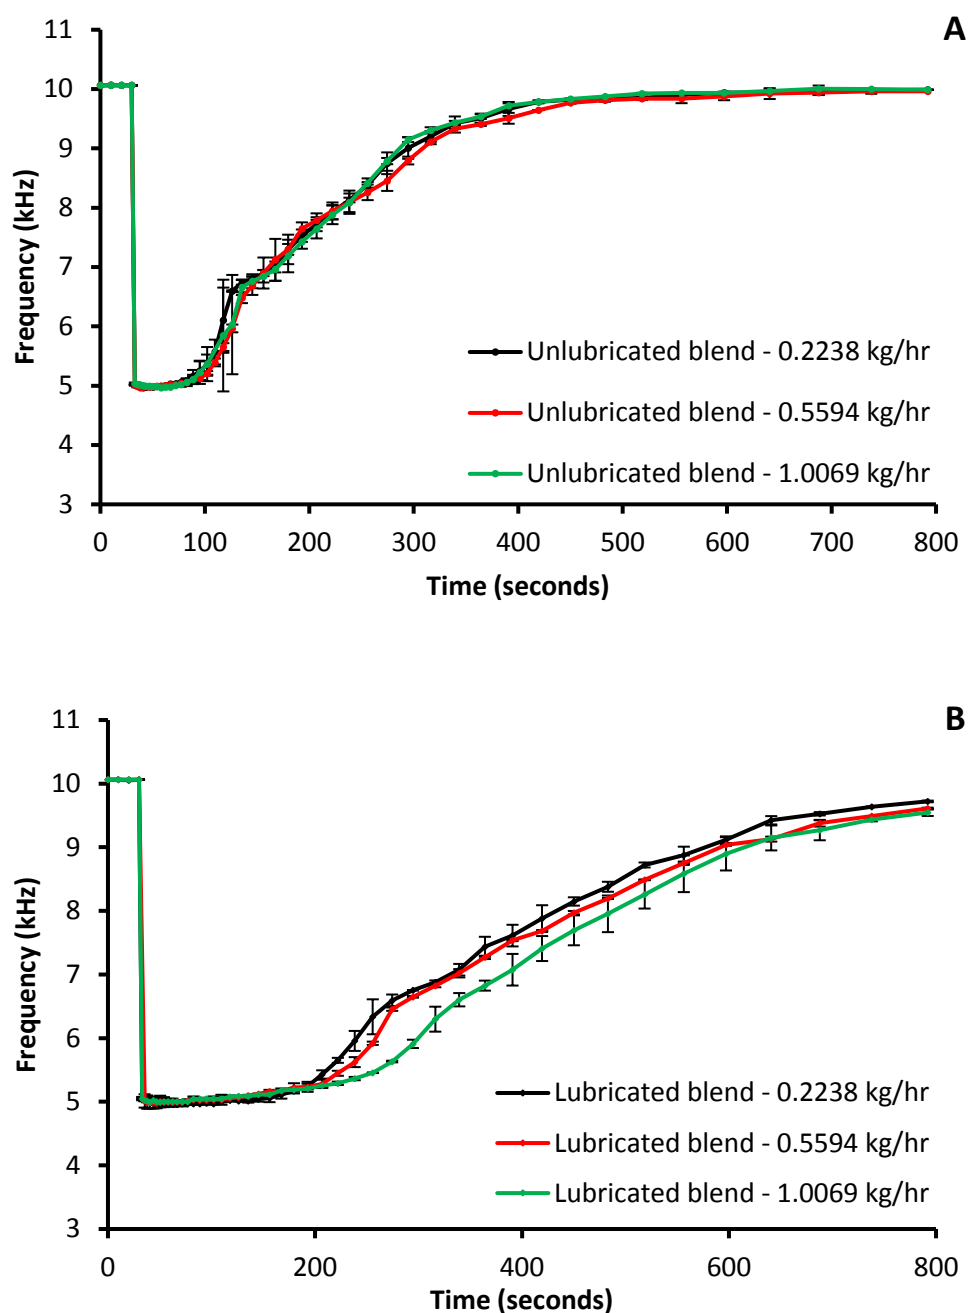 A
11
10
9
8
7
6
5
4
3
Frequency (kHz)
Unlubricated blend - 0.2238 kg/hr
Unlubricated blend - 0.5594 kg/hr
Unlubricated blend - 1.0069 kg/hr
0 100 200 300 400 500 600 700 800
Time (seconds)
B
11
10
9
8
7
6
5
4
3
Frequency (kHz)
Lubricated blend - 0.2238 kg/hr
Lubricated blend - 0.5594 kg/hr
Lubricated blend - 1.0069 kg/hr
0 200 400 600 800
Time (seconds)